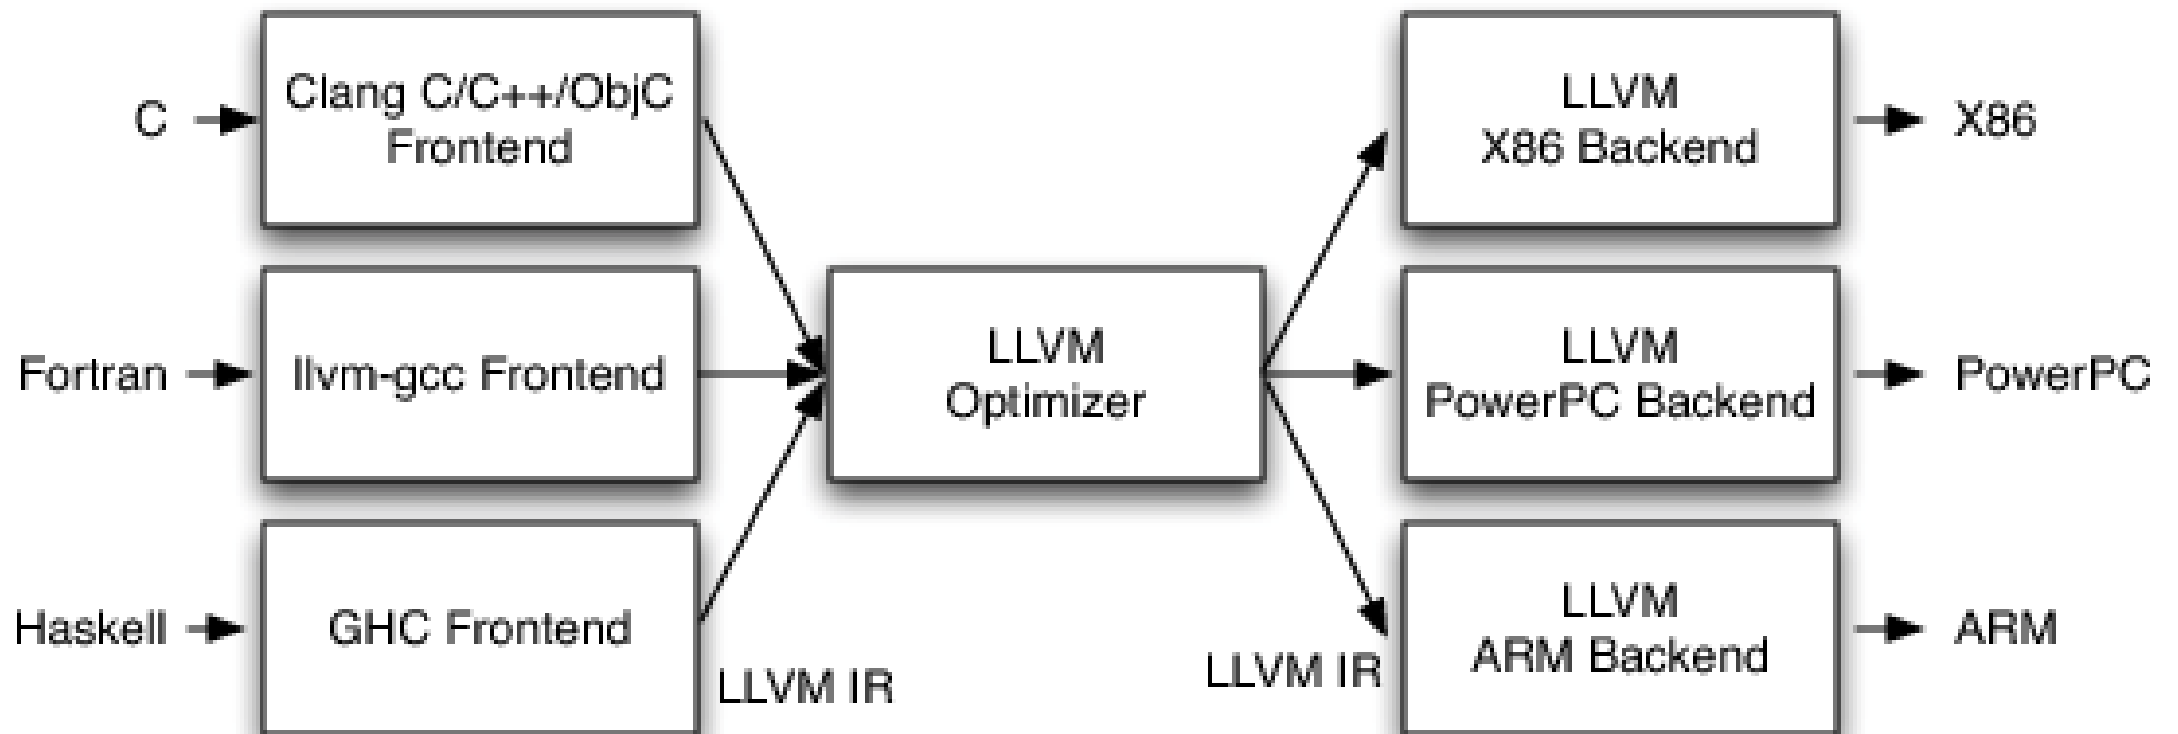 C
Clang C/C++/ObjC
Frontend
LLVM
X86 Backend
X86
Fortran
llvm-gcc Frontend
LLVM
Optimizer
LLVM
PowerPC Backend
PowerPC
Haskell
GHC Frontend
LLVM IR
LLVM IR
LLVM
ARM Backend
ARM